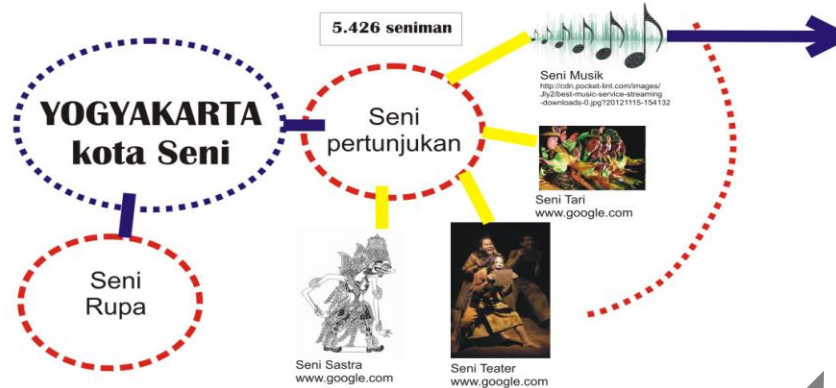 5.426 seniman
YOGYAKARTA
kota Seni
Seni
pertunjukan
Seni Musik
http://cdn.pocket-lint.com/images/
Jly2/best-music-service-streaming
-downloads-0.jpg?20121115-154132
Seni Tari
www.google.com
Seni
Rupa
Seni Sastra
www.google.com
Seni Teater
www.google.com